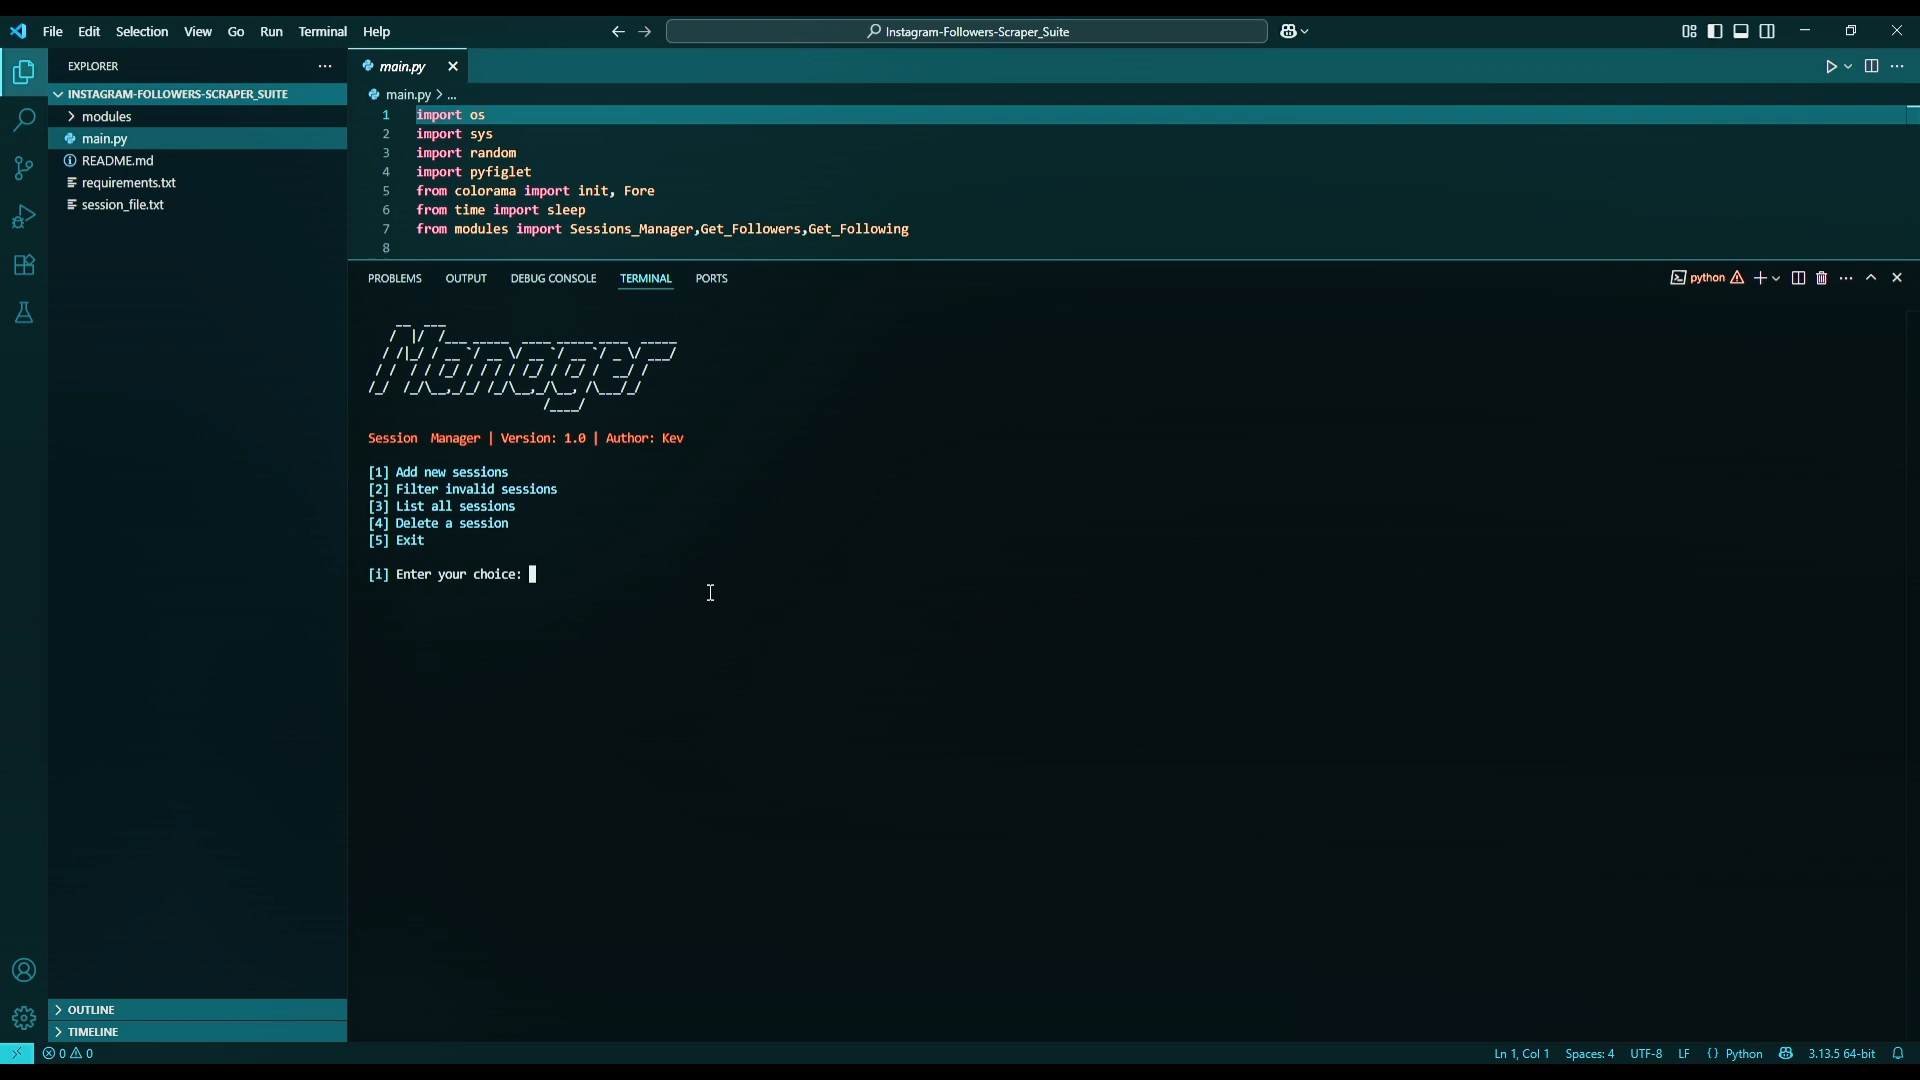 File Edit Selection View Go Run Terminal Help
Instagram-Followers-Scraper_Suite
EXPLORER
INSTAGRAM-FOLLOWERS-SCRAPER_SUITE
modules
main.py
README.md
requirements.txt
session_file.txt
OUTLINE
TIMELINE
main.py
main.py > ...
1 import os
2 import sys
3 import random
4 import pyfiglet
5 from colorama import init, Fore
6 from time import sleep
7 from modules import Sessions_Manager,Get_Followers,Get_Following
8
PROBLEMS OUTPUT DEBUG CONSOLE TERMINAL PORTS
python
Manager
Session Manager | Version: 1.0 | Author: Kev
[1] Add new sessions
[2] Filter invalid sessions
[3] List all sessions
[4] Delete a session
[5] Exit
[i] Enter your choice:
0 0
Ln 1, Col 1 Spaces: 4 UTF-8 LF {} Python 3.13.5 64-bit